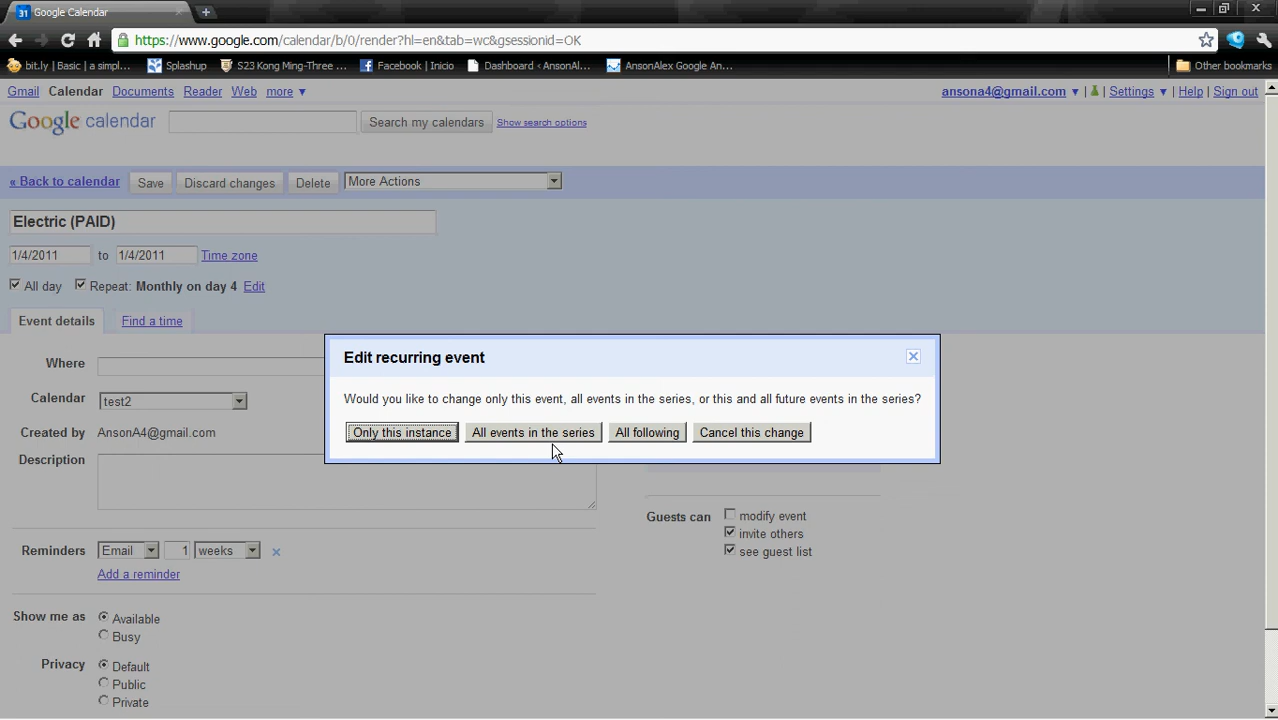 Google Calendar
https://www.google.com/calendar/b/0/render?hl=en&tab=wc&gsessionid=OK
bit.ly | Basic | a simpl... Splashup S23 Kong Ming-Three ... Facebook | Inicio Dashboard ‹ AnsonAl... AnsonAlex Google An... Other bookmarks
Gmail Calendar Documents Reader Web more ▼ ansona4@gmail.com ▼ | | Settings ▼ | Help | Sign out
Google calendar Search my calendars Show search options
« Back to calendar Save Discard changes Delete More Actions
Electric (PAID)
1/4/2011 to 1/4/2011 Time zone
All day Repeat: Monthly on day 4 Edit
Event details Find a time
Edit recurring event
Would you like to change only this event, all events in the series, or this and all future events in the series?
Only this instance All events in the series All following Cancel this change
Where
Calendar test2
Created by AnsonA4@gmail.com
Description
Guests can modify event
invite others
see guest list
Reminders Email 1 weeks ×
Add a reminder
Show me as Available
Busy
Privacy Default
Public
Private